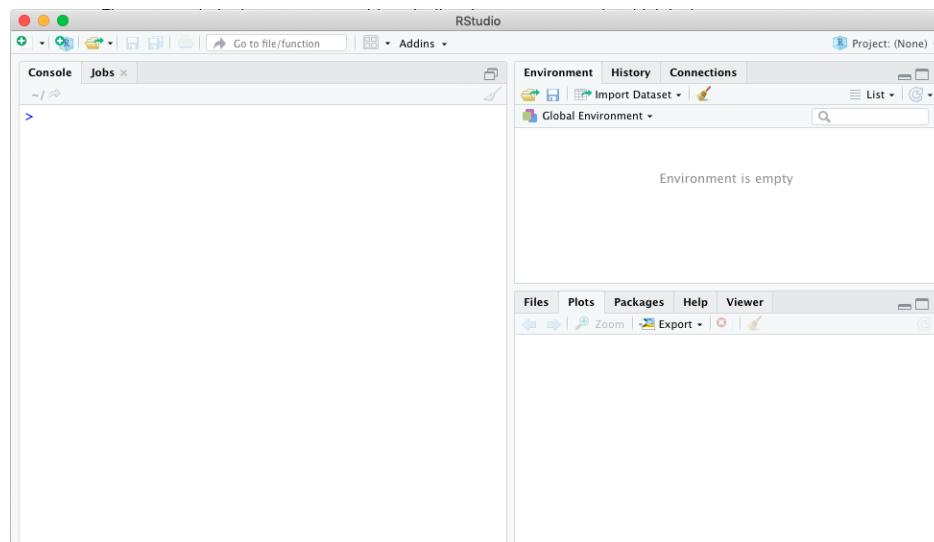 RStudio
Go to file/function
Addins
Project: (None)
Console Jobs
~/
>
Environment History Connections
Import Dataset
List
Global Environment
Environment is empty
Files Plots Packages Help Viewer
Zoom Export